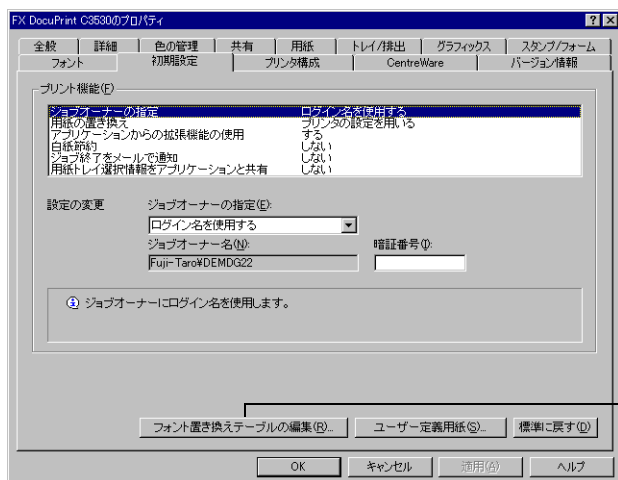 FX DocuPrint C3530のプロパティ
全般 詳細 色の管理 共有 用紙 トレイ/排出 グラフィックス スタンプ/フォーム
フォント 初期設定 プリンタ構成 CentreWare バージョン情報
プリント機能(F)
ジョブオーナーの指定 ログイン名を使用する
用紙の置き換え プリンタの設定を用いる
アプリケーションからの拡張機能の使用 する
白紙節約 しない
ジョブ終了をメールで通知 しない
用紙トレイ選択情報をアプリケーションと共有 しない
設定の変更 ジョブオーナーの指定(E):
ログイン名を使用する
ジョブオーナー名(N): 暗証番号(I):
Fuji-Taro¥DEMDG22
ジョブオーナーにログイン名を使用します。
フォント置き換えテーブルの編集(R)... ユーザー定義用紙(S)... 標準に戻す(D)
OK キャンセル 適用(A) ヘルプ